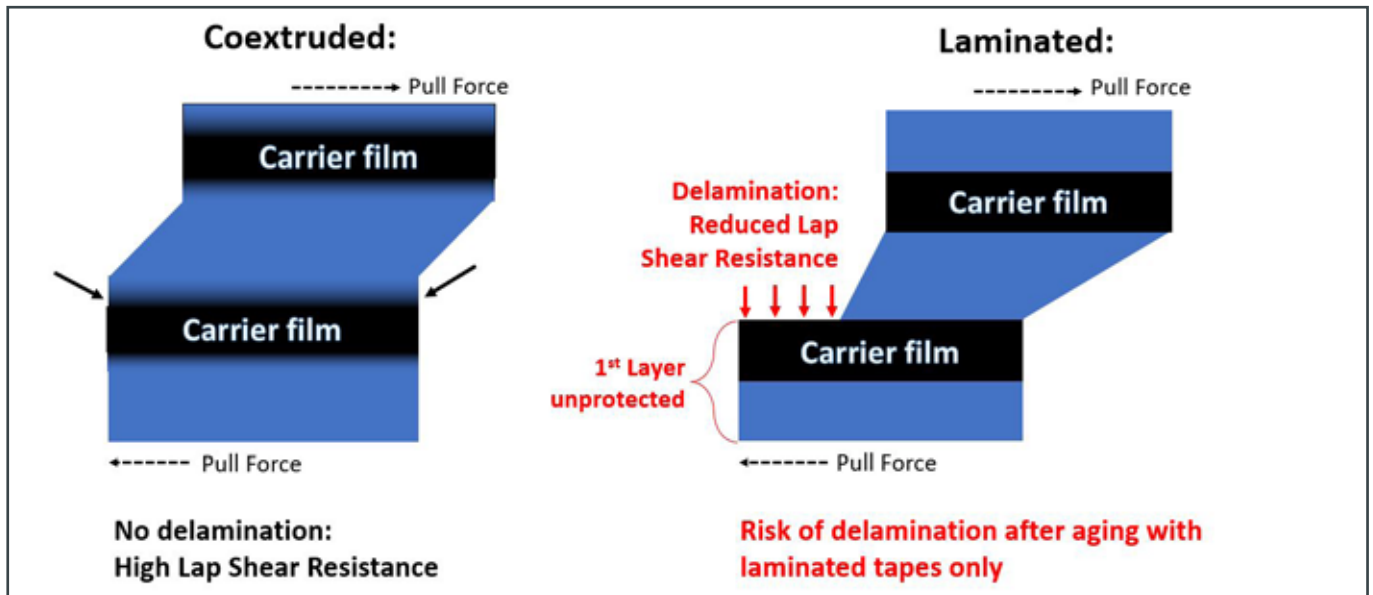 Coextruded:
Pull Force
Carrier film
Carrier film
Pull Force
No delamination:
High Lap Shear Resistance
Laminated:
Pull Force
Carrier film
Delamination:
Reduced Lap
Shear Resistance
Carrier film
1st Layer
unprotected
Pull Force
Risk of delamination after aging with
laminated tapes only